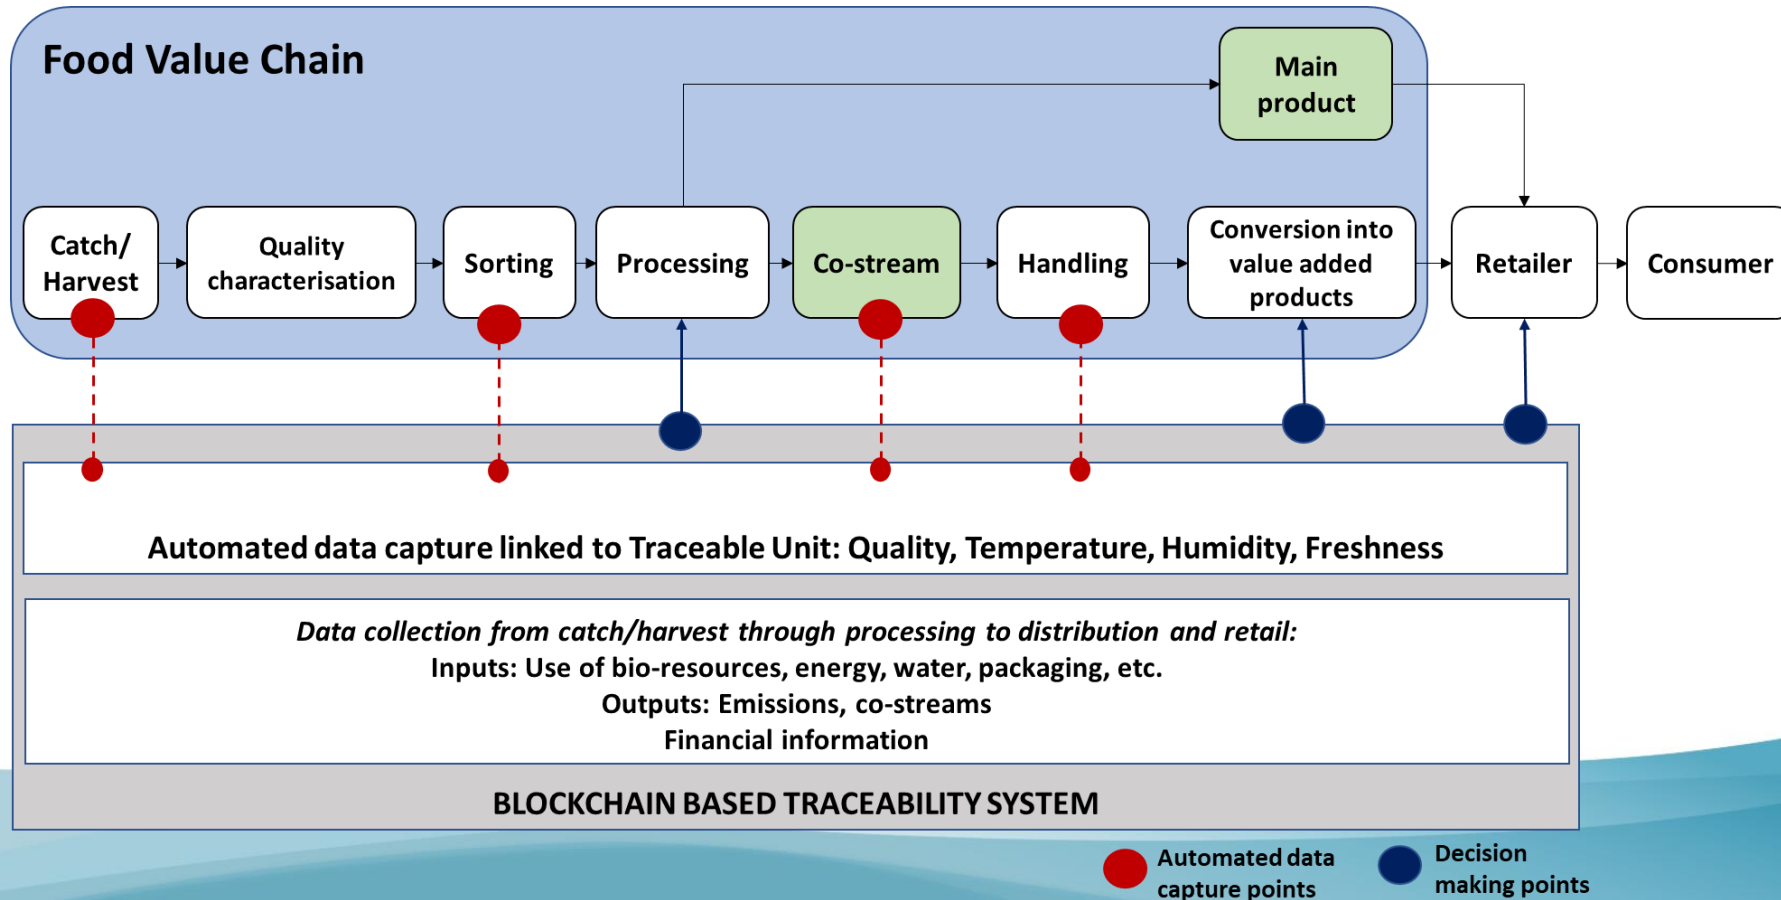 Food Value Chain
Main
product
Catch/
Harvest
Quality
characterisation
Sorting
Processing
Co-stream
Handling
Conversion into
value added
products
Retailer
Consumer
Automated data capture linked to Traceable Unit: Quality, Temperature, Humidity, Freshness
Data collection from catch/harvest through processing to distribution and retail:
Inputs: Use of bio-resources, energy, water, packaging, etc.
Outputs: Emissions, co-streams
Financial information
BLOCKCHAIN BASED TRACEABILITY SYSTEM
Automated data
capture points
Decision
making points